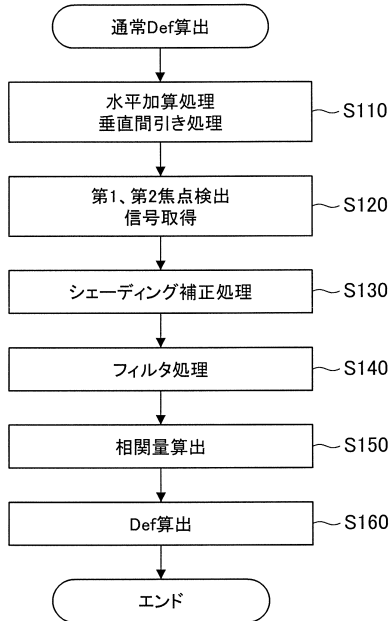 通常Def算出
水平加算処理
垂直間引き処理
S110
第1、第2焦点検出
信号取得
S120
シェーディング補正処理
S130
フィルタ処理
S140
相関量算出
S150
Def算出
S160
エンド